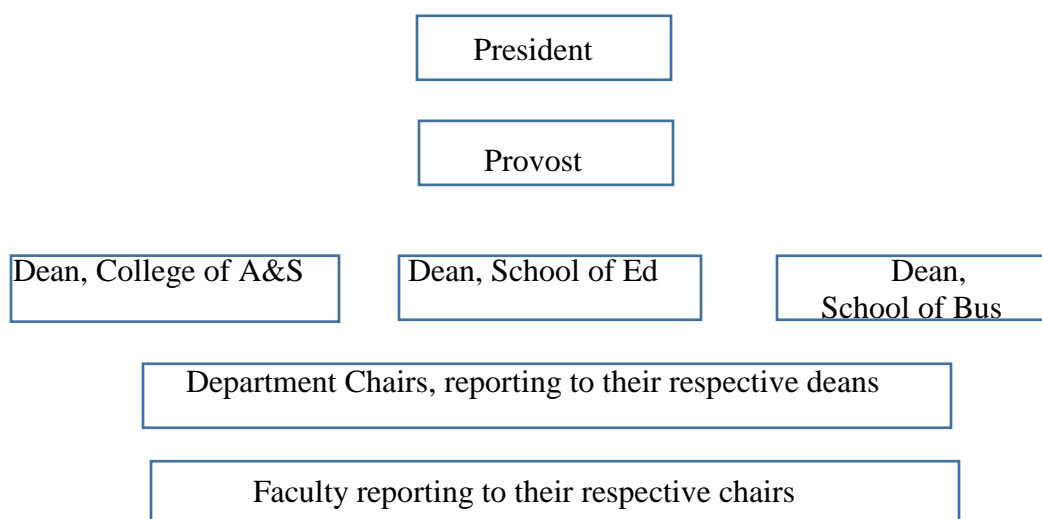 President
Provost
Dean, College of A&S
Dean, School of Ed
Dean,
School of Bus
Department Chairs, reporting to their respective deans
Faculty reporting to their respective chairs